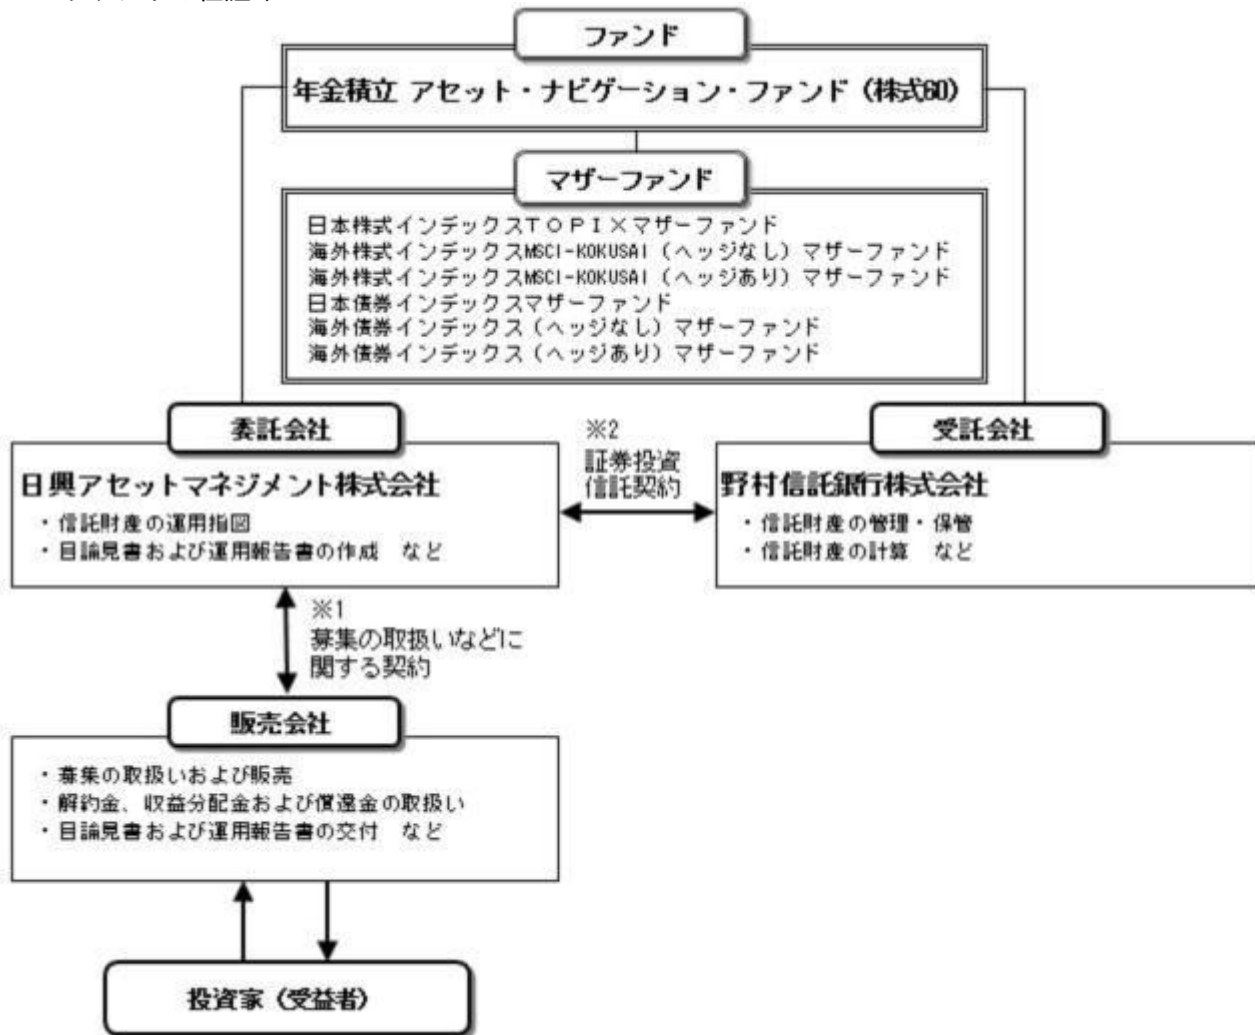 ファンド
年金積立 アセット・ナビゲーション・ファンド（株式60）
マザーファンド
日本株式インデックスＴＯＰＩＸマザーファンド
海外株式インデックスMSCI-KOKUSAI（ヘッジなし）マザーファンド
海外株式インデックスMSCI-KOKUSAI（ヘッジあり）マザーファンド
日本債券インデックスマザーファンド
海外債券インデックス（ヘッジなし）マザーファンド
海外債券インデックス（ヘッジあり）マザーファンド
委託会社
日興アセットマネジメント株式会社
・信託財産の運用指図
・目論見書および運用報告書の作成　など
※2
証券投資
信託契約
受託会社
野村信託銀行株式会社
・信託財産の管理・保管
・信託財産の計算　など
※1
募集の取扱いなどに
関する契約
販売会社
・募集の取扱いおよび販売
・解約金、収益分配金および償還金の取扱い
・目論見書および運用報告書の交付　など
投資家（受益者）